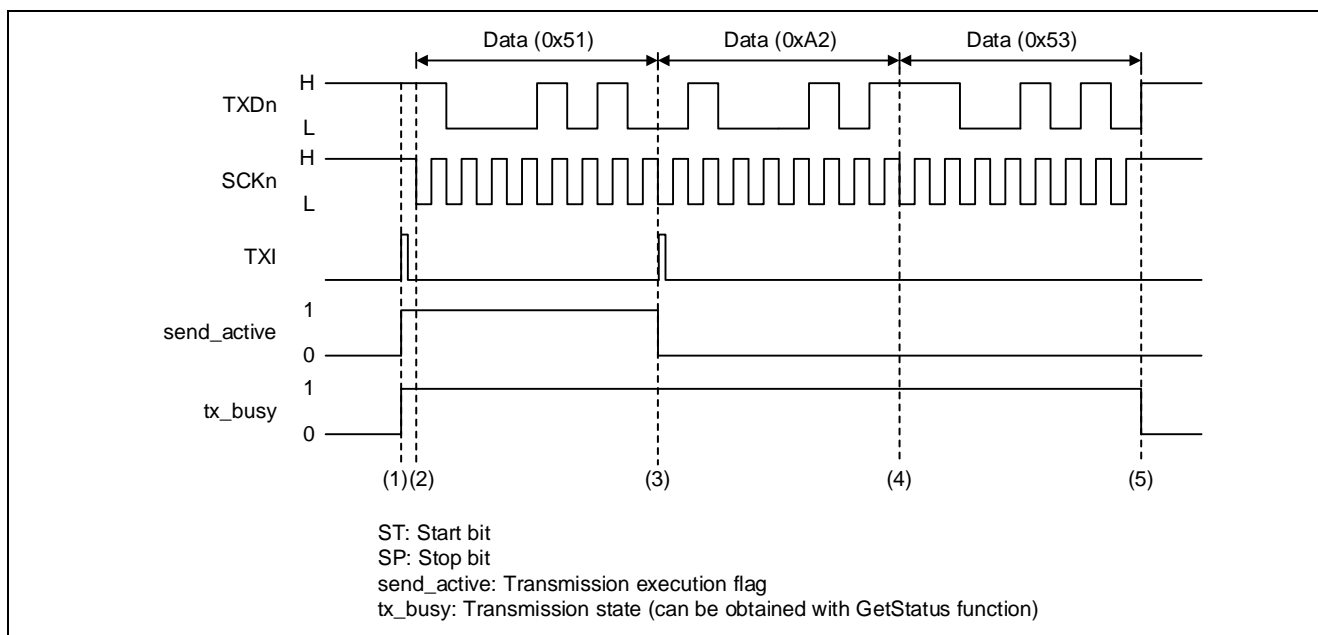 Data (0x51) Data (0xA2) Data (0x53)
H
TXDn
L
H
SCKn
L
TXI
1
send_active
0
1
tx_busy
0
(1) (2) (3) (4) (5)
ST: Start bit
SP: Stop bit
send_active: Transmission execution flag
tx_busy: Transmission state (can be obtained with GetStatus function)